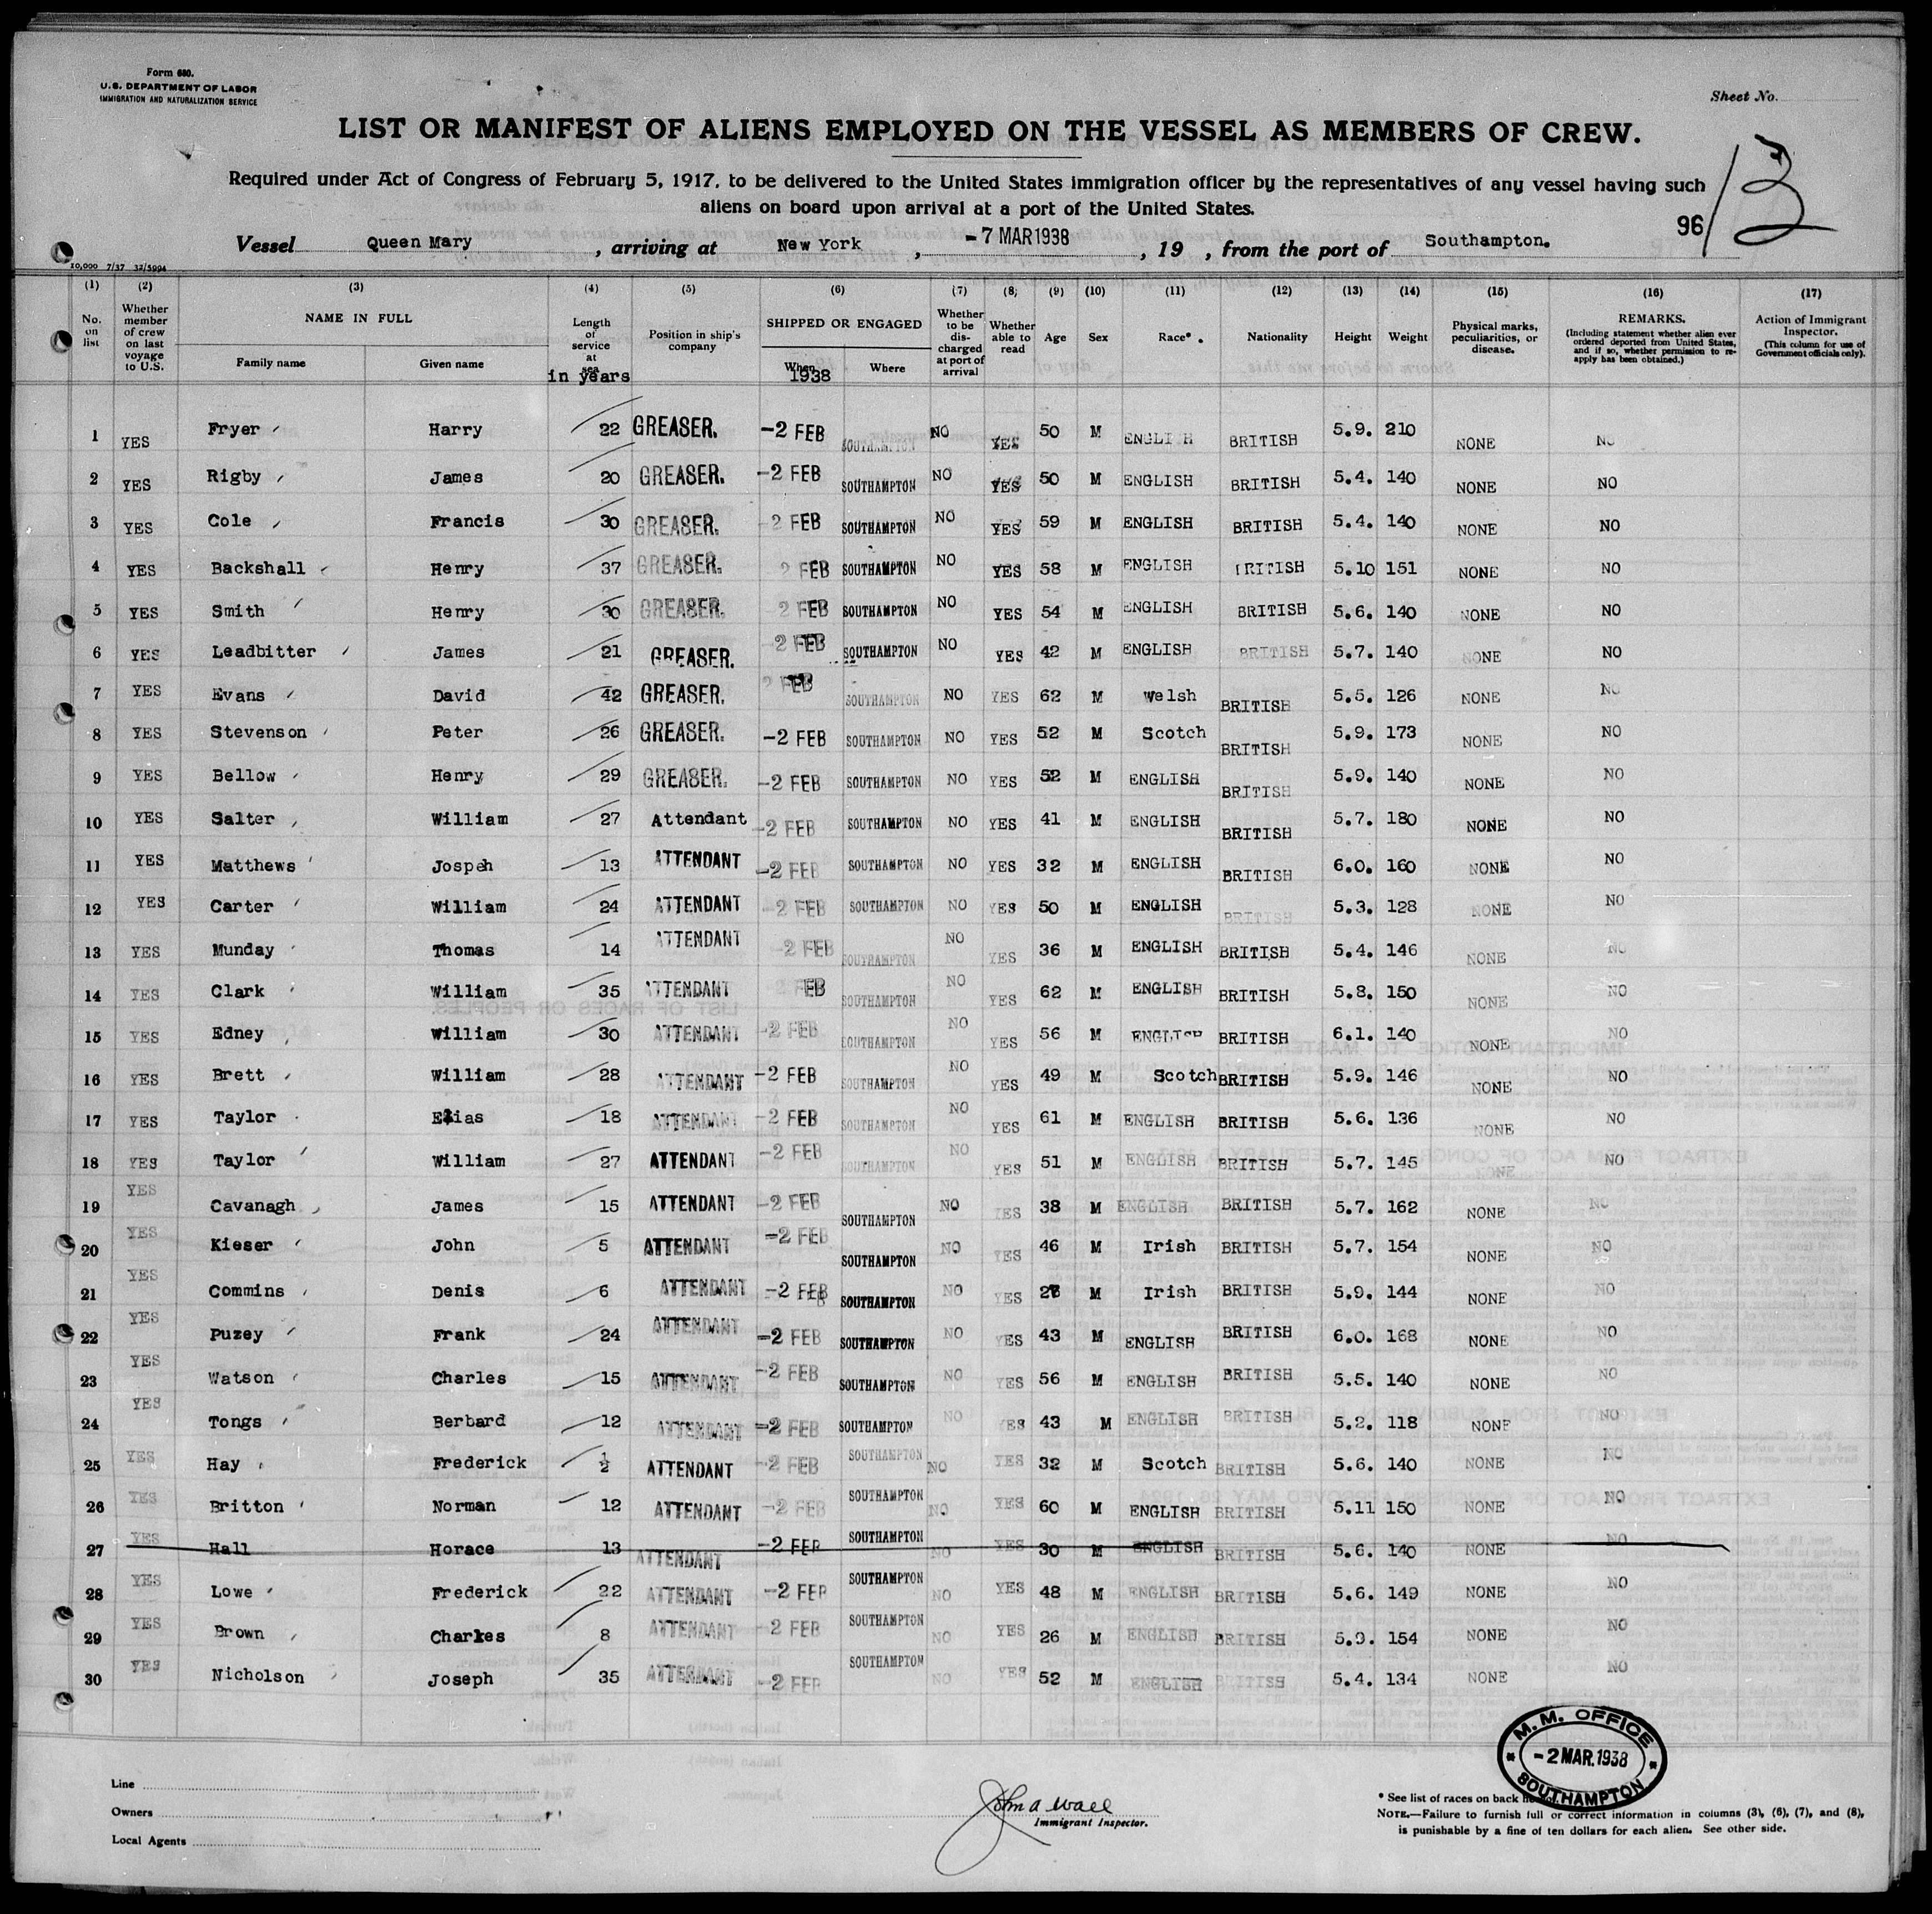 Form 680.
U.S. DEPARTMENT OF LABOR
IMMIGRATION AND NATURALIZATION SERVICE
Sheet No.
LIST OR MANIFEST OF ALIENS EMPLOYED ON THE VESSEL AS MEMBERS OF CREW.
Required under Act of Congress of February 5, 1917, to be delivered to the United States immigration officer by the representatives of any vessel having such
aliens on board upon arrival at a port of the United States.
96/13
Vessel Queen Mary, arriving at New York, -7 MAR 1938, 19 , from the port of Southampton.
10,000 7/37 32/5994
(1) (2) (3) (4) (5) (6) (7) (8) (9) (10) (11) (12) (13) (14) (15) (16) (17)
No. on list Whether member of crew on last voyage to U.S. NAME IN FULL Family name Given name Length of service at sea in years Position in ship's company SHIPPED OR ENGAGED When 1938 Where Whether to be discharged at port of arrival Whether able to read Age Sex Race* . Nationality Height Weight Physical marks, peculiarities, or disease. REMARKS. (Including statement whether alien ever ordered deported from United States, and if so, whether permission to re-apply has been obtained.) Action of Immigrant Inspector. (This column for use of Government officials only).
1 YES Fryer Harry 22 GREASER. -2 FEB SOUTHAMPTON NO YES 50 M ENGLISH BRITISH 5.9. 210 NONE NO
2 YES Rigby James 20 GREASER. -2 FEB SOUTHAMPTON NO YES 50 M ENGLISH BRITISH 5.4. 140 NONE NO
3 YES Cole Francis 30 GREASER. -2 FEB SOUTHAMPTON NO YES 59 M ENGLISH BRITISH 5.4. 140 NONE NO
4 YES Backshall Henry 37 GREASER. 2 FEB SOUTHAMPTON NO YES 58 M ENGLISH BRITISH 5.10 151 NONE NO
5 YES Smith Henry 30 GREASER. 2 FEB SOUTHAMPTON NO YES 54 M ENGLISH BRITISH 5.6. 140 NONE NO
6 YES Leadbitter James 21 GREASER. -2 FEB SOUTHAMPTON NO YES 42 M ENGLISH BRITISH 5.7. 140 NONE NO
7 YES Evans David 42 GREASER. 2 FEB SOUTHAMPTON NO YES 62 M Welsh BRITISH 5.5. 126 NONE NO
8 YES Stevenson Peter 26 GREASER. -2 FEB SOUTHAMPTON NO YES 52 M Scotch BRITISH 5.9. 173 NONE NO
9 YES Bellow Henry 29 GREASER. -2 FEB SOUTHAMPTON NO YES 52 M ENGLISH BRITISH 5.9. 140 NONE NO
10 YES Salter William 27 Attendant -2 FEB SOUTHAMPTON NO YES 41 M ENGLISH BRITISH 5.7. 180 NONE NO
11 YES Matthews Jospeh 13 ATTENDANT -2 FEB SOUTHAMPTON NO YES 32 M ENGLISH BRITISH 6.0. 160 NONE NO
12 YES Carter William 24 ATTENDANT -2 FEB SOUTHAMPTON NO YES 50 M ENGLISH BRITISH 5.3. 128 NONE NO
13 YES Munday Thomas 14 ATTENDANT -2 FEB SOUTHAMPTON NO YES 36 M ENGLISH BRITISH 5.4. 146 NONE NO
14 YES Clark William 35 ATTENDANT -2 FEB SOUTHAMPTON NO YES 62 M ENGLISH BRITISH 5.8. 150 NONE NO
15 YES Edney William 30 ATTENDANT -2 FEB SOUTHAMPTON NO YES 56 M ENGLISH BRITISH 6.1. 140 NONE NO
16 YES Brett William 28 ATTENDANT -2 FEB SOUTHAMPTON NO YES 49 M Scotch BRITISH 5.9. 146 NONE NO
17 YES Taylor Elias 18 ATTENDANT -2 FEB SOUTHAMPTON NO YES 61 M ENGLISH BRITISH 5.6. 136 NONE NO
18 YES Taylor William 27 ATTENDANT -2 FEB SOUTHAMPTON NO YES 51 M ENGLISH BRITISH 5.7. 145 NONE NO
19 YES Cavanagh James 15 ATTENDANT -2 FEB SOUTHAMPTON NO YES 38 M ENGLISH BRITISH 5.7. 162 NONE NO
20 YES Kieser John 5 ATTENDANT -2 FEB SOUTHAMPTON NO YES 46 M Irish BRITISH 5.7. 154 NONE NO
21 YES Commins Denis 6 ATTENDANT -2 FEB SOUTHAMPTON NO YES M Irish BRITISH 5.9. 144 NONE NO
22 YES Puzey Frank 24 ATTENDANT -2 FEB SOUTHAMPTON NO YES 43 M ENGLISH BRITISH 6.0. 168 NONE NO
23 YES Watson Charles 15 ATTENDANT -2 FEB SOUTHAMPTON NO YES 56 M ENGLISH BRITISH 5.5. 140 NONE NO
24 YES Tongs Berbard 12 ATTENDANT -2 FEB SOUTHAMPTON NO YES 43 M ENGLISH BRITISH 5.2. 118 NONE NO
25 YES Hay Frederick ½ ATTENDANT -2 FEB SOUTHAMPTON NO YES 32 M Scotch BRITISH 5.6. 140 NONE NO
26 YES Britton Norman 12 ATTENDANT -2 FEB SOUTHAMPTON NO YES 60 M ENGLISH BRITISH 5.11 150 NONE NO
27 YES Hall Horace 13 ATTENDANT -2 FEB SOUTHAMPTON NO YES 30 M ENGLISH BRITISH 5.6. 140 NONE NO
28 YES Lowe Frederick 22 ATTENDANT -2 FEB SOUTHAMPTON NO YES 48 M ENGLISH BRITISH 5.6. 149 NONE NO
29 YES Brown Charles 8 ATTENDANT -2 FEB SOUTHAMPTON NO YES 26 M ENGLISH BRITISH 154 NONE NO
30 YES Nicholson Joseph 35 ATTENDANT -2 FEB SOUTHAMPTON NO YES 52 M ENGLISH BRITISH 5.4. 134 NONE NO
M. M. OFFICE
-2 MAR. 1938
SOUTHAMPTON
Line
Owners
Local Agents
John A Wall
Immigrant Inspector.
* See list of races on back
NOTE.—Failure to furnish full or correct information in columns (3), (6), (7), and (8),
is punishable by a fine of ten dollars for each alien. See other side.